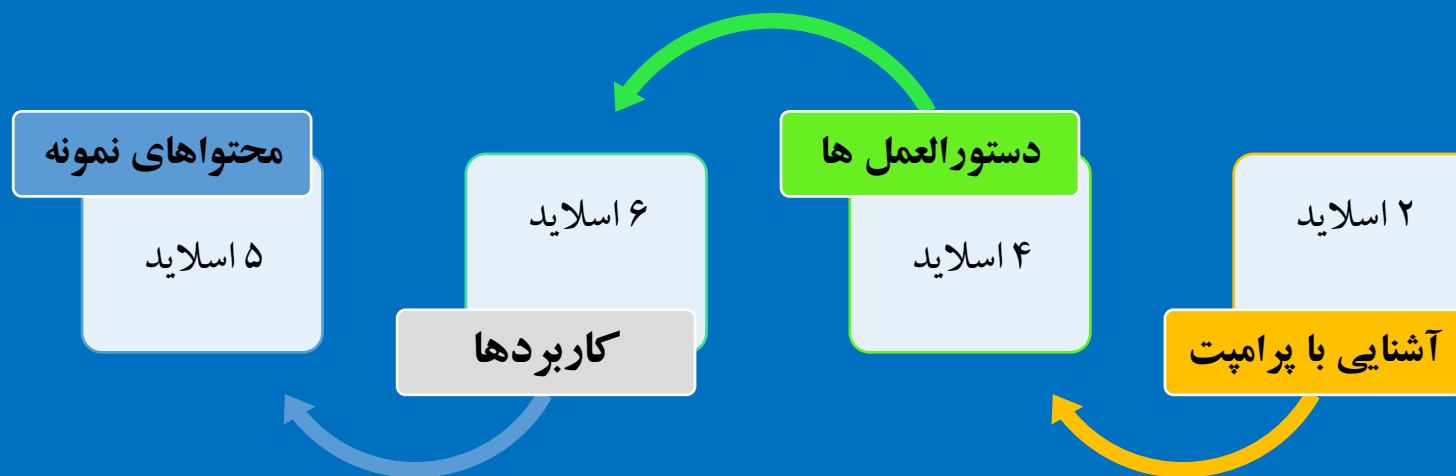 ۲ اسلاید
آشنایی با پرامپت
دستورالعمل ها
۴ اسلاید
۶ اسلاید
کاربردها
محتواهای نمونه
۵ اسلاید